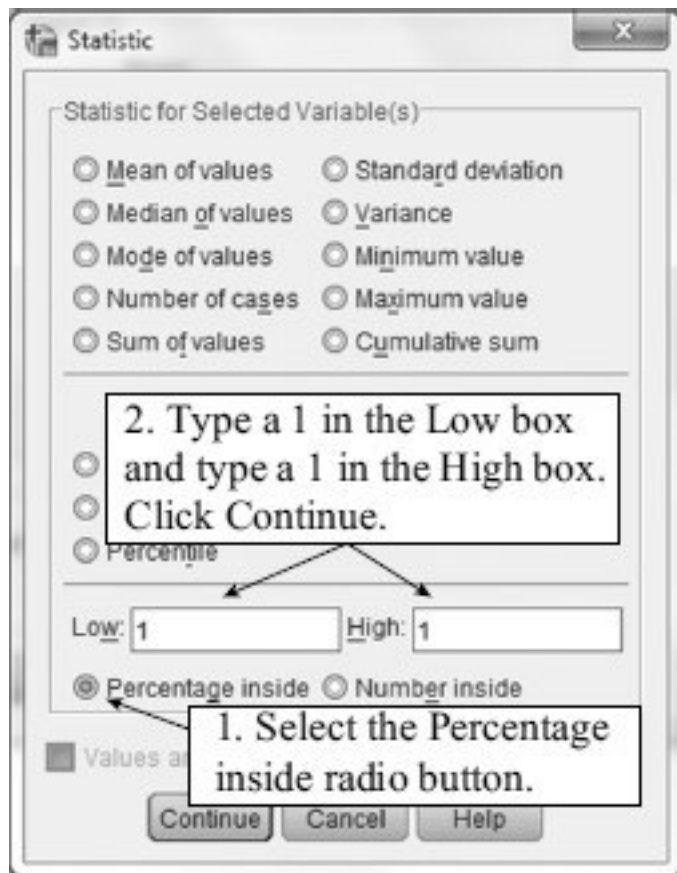 Statistic
Statistic for Selected Variable(s)
Mean of values Standard deviation
Median of values Variance
Mode of values Minimum value
Number of cases Maximum value
Sum of values Cumulative sum
2. Type a 1 in the Low box
and type a 1 in the High box.
Click Continue.
Percentile
Low: 1 High: 1
Percentage inside Number inside
1. Select the Percentage
inside radio button.
Values
Continue Cancel Help